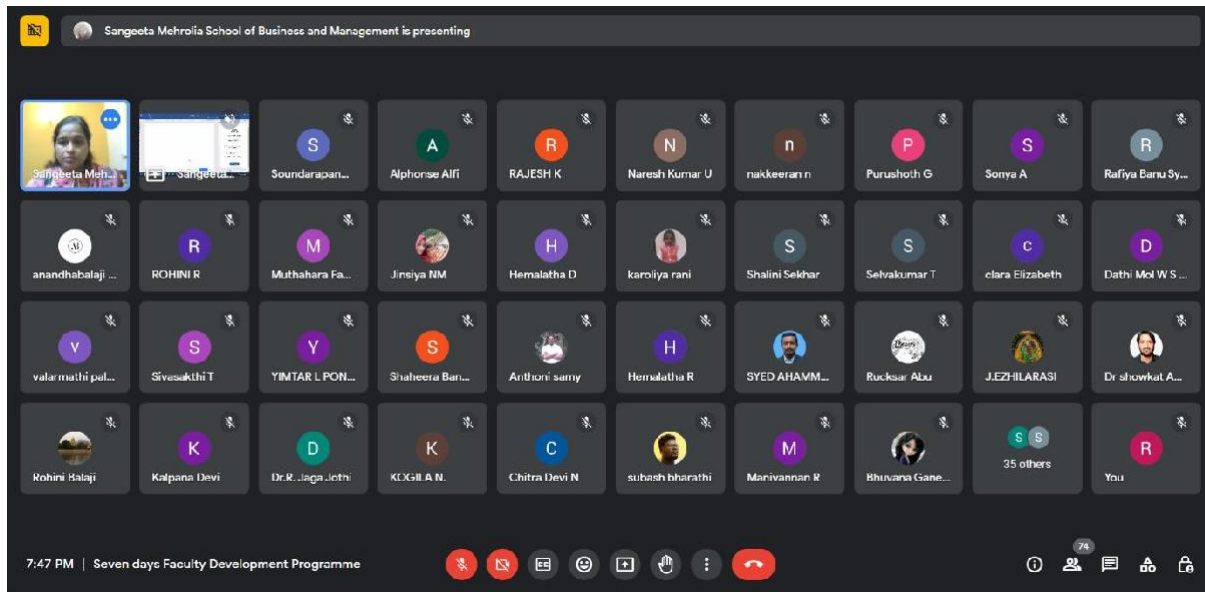 Sangeeta Mehrolia School of Business and Management is presenting
Sangeeta Meh...
Sangeeta...
Soundarapan...
Alphonse Alfi
RAJESH K
Naresh Kumar U
nakkeeran n
Purushoth G
Sonya A
Rafiya Banu Sy...
S
A
R
N
n
P
S
R
anandhabalaji ...
ROHINI R
Muthahara Fa...
Jinsiya NM
Hemalatha D
karoliya rani
Shalini Sekhar
Selvakumar T
clara Elizabeth
Dathi Mol W S ...
R
M
H
S
S
c
D
valarmathi pal...
Sivasakthi T
YIMTAR L PON...
Shaheera Ban...
Anthoni samy
Hemalatha R
SYED AHAMM...
Rucksar Abu
J.EZHILARASI
Dr showkat A...
v
S
Y
S
H
Rohini Balaji
Kalpana Devi
Dr.R. Jaga Jothi
KOGILA N.
Chitra Devi N
subash bharathi
Manivannan R
Bhuvana Gane...
35 others
You
K
D
K
C
M
S S
R
7:47 PM | Seven days Faculty Development Programme
CC
74